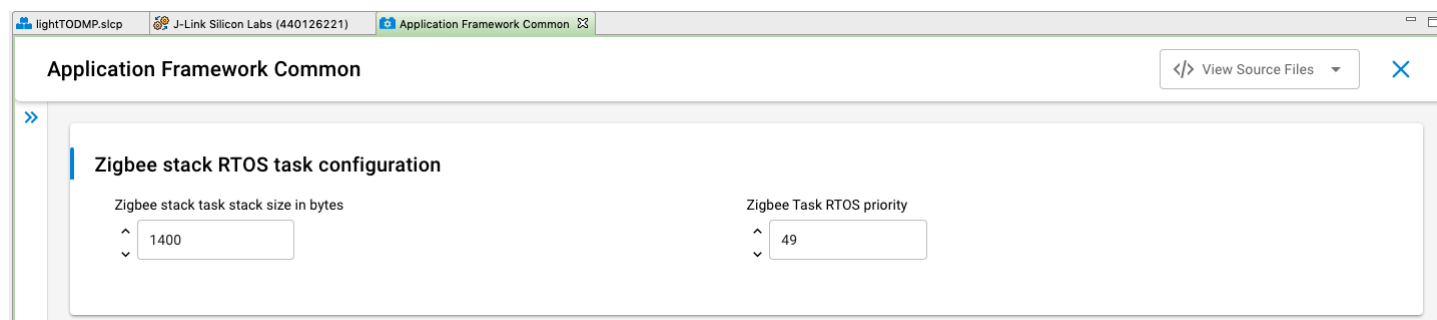 lightTODMP.slcp J-Link Silicon Labs (440126221) Application Framework Common
Application Framework Common </> View Source Files
Zigbee stack RTOS task configuration
Zigbee stack task stack size in bytes Zigbee Task RTOS priority
1400 49